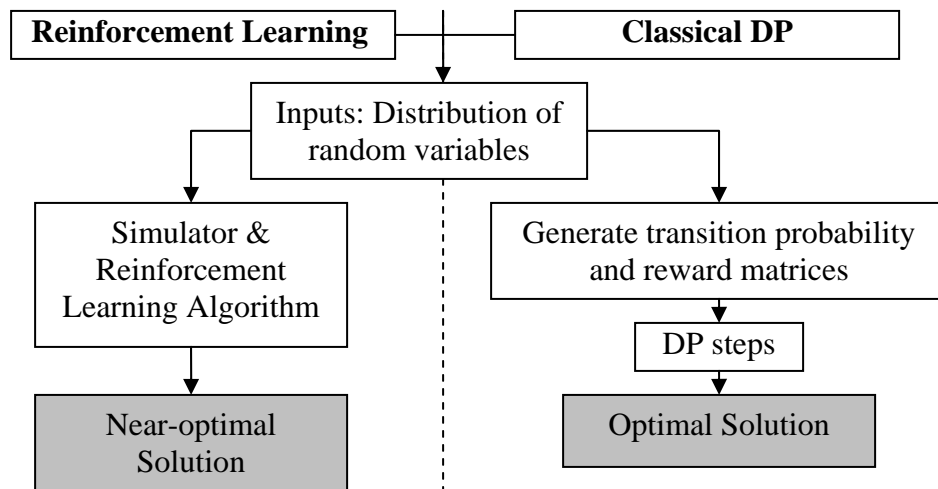 Reinforcement Learning
Classical DP
Inputs: Distribution of
random variables
Simulator &
Reinforcement
Learning Algorithm
Generate transition probability
and reward matrices
DP steps
Near-optimal
Solution
Optimal Solution